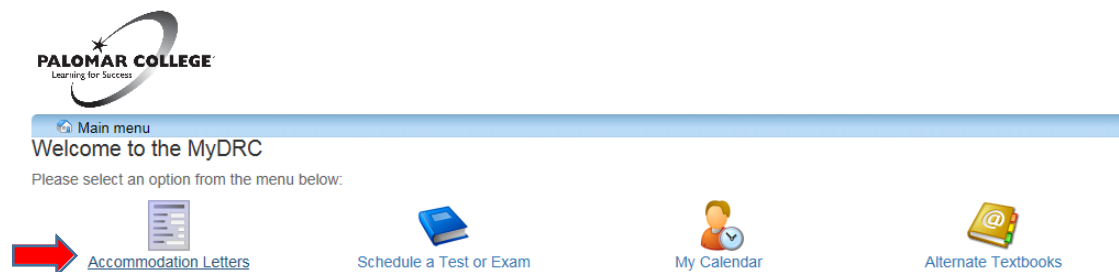 PALOMAR COLLEGE
Learning for Success
Main menu
Welcome to the MyDRC
Please select an option from the menu below:
Accommodation Letters Schedule a Test or Exam My Calendar Alternate Textbooks